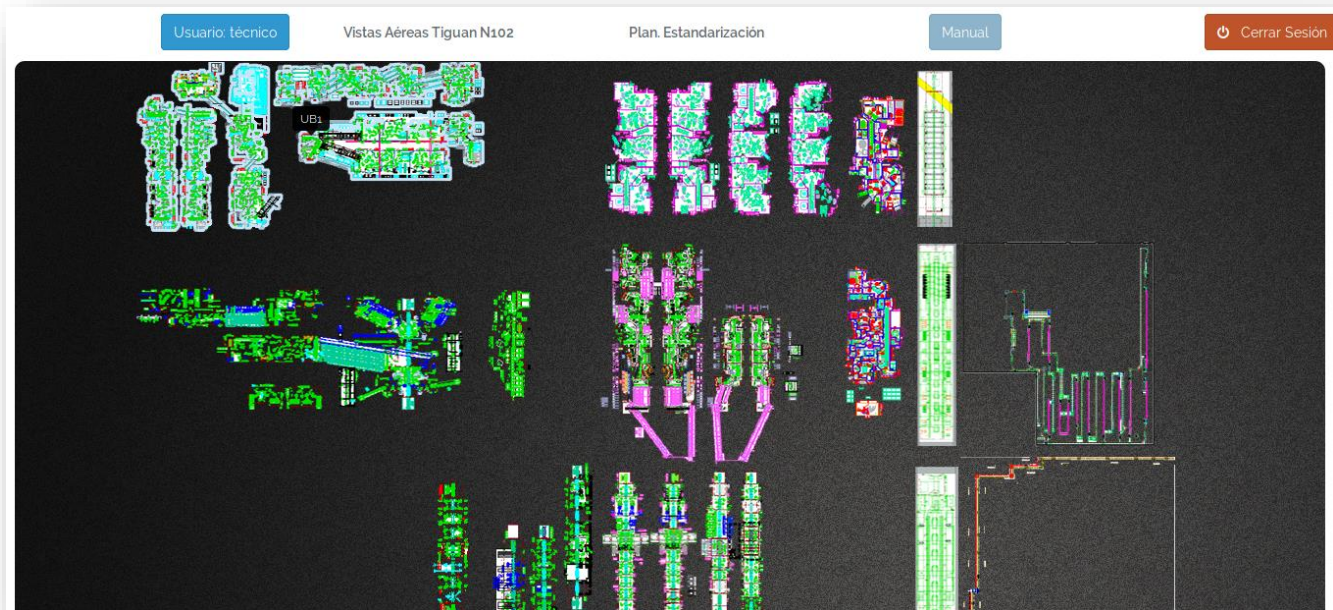 Usuario: técnico
Vistas Aéreas Tiguan N102
Plan. Estandarización
Manual
Cerrar Sesión
UB1